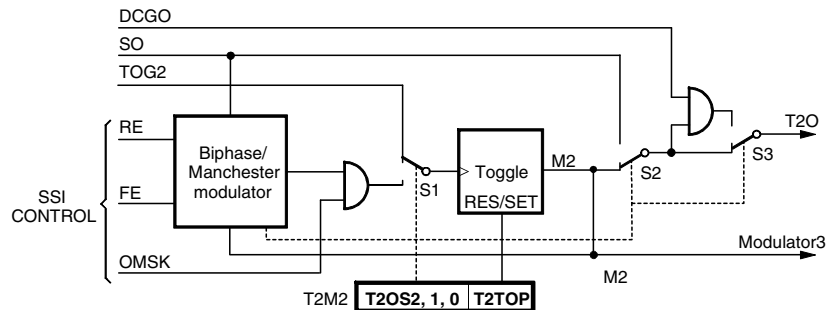 DCGO
SO
TOG2
RE
Biphase/
Manchester
modulator
FE
SSI
CONTROL
OMSK
S1
Toggle
RES/SET
M2
S2
S3
T2O
Modulator3
M2
T2M2
T2OS2, 1, 0
T2TOP